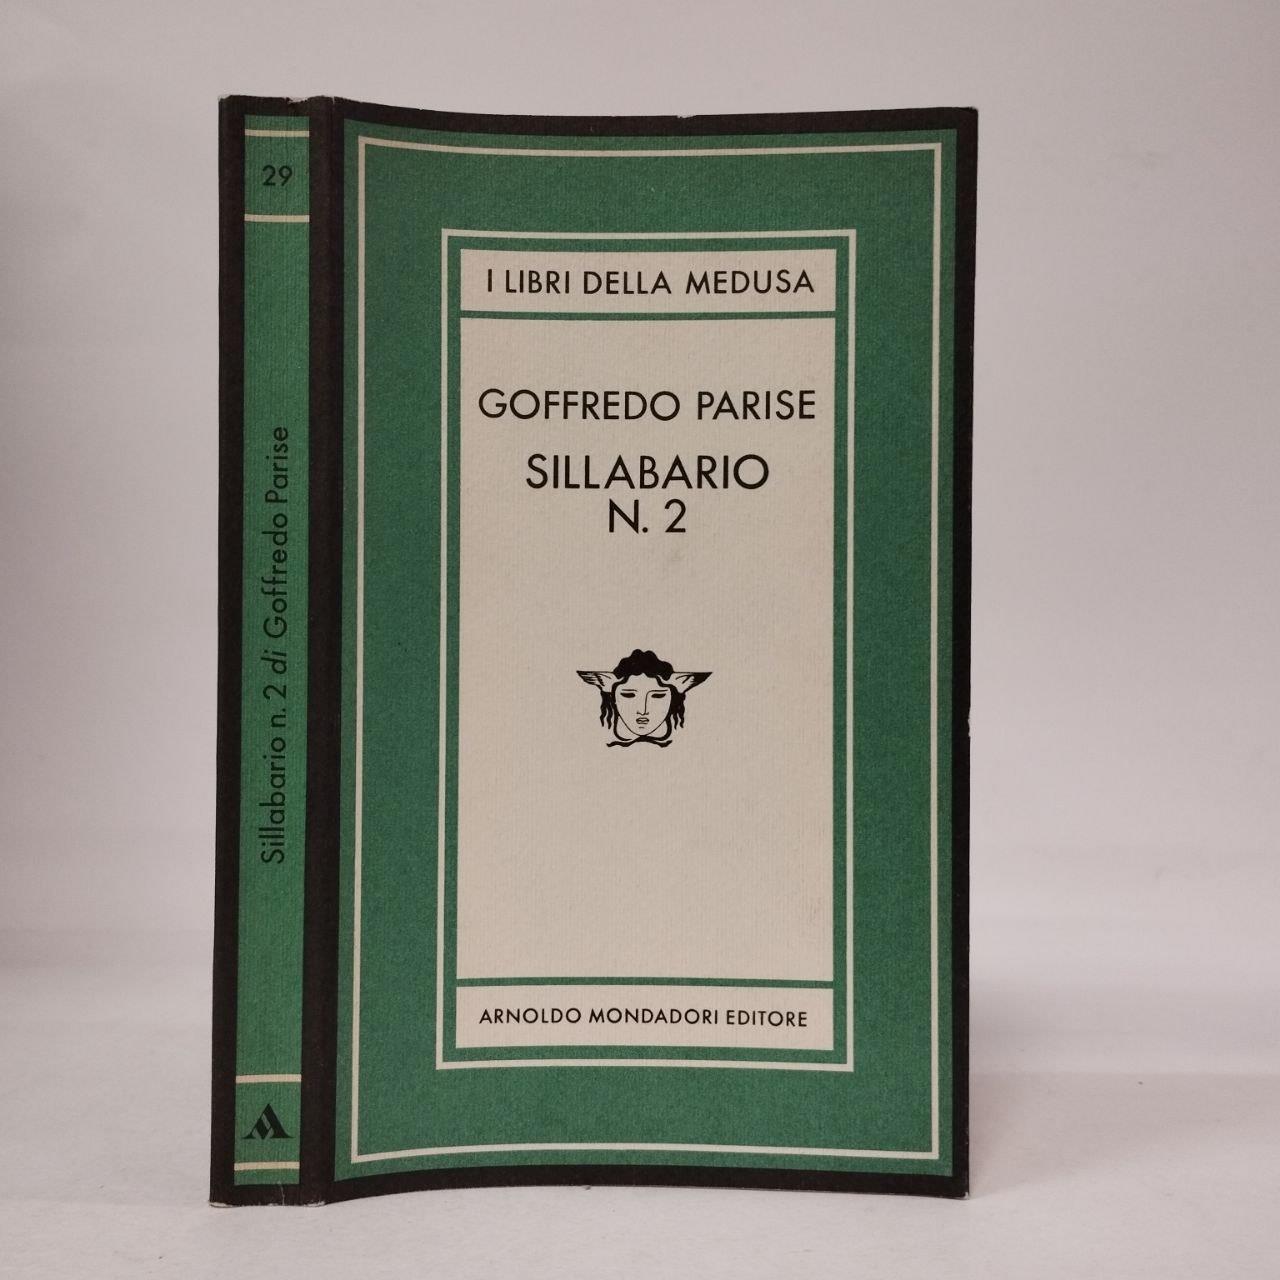 29
Sillabario n. 2 di Goffredo Parise
I LIBRI DELLA MEDUSA
GOFFREDO PARISE
SILLABARIO
N. 2
ARNOLDO MONDADORI EDITORE